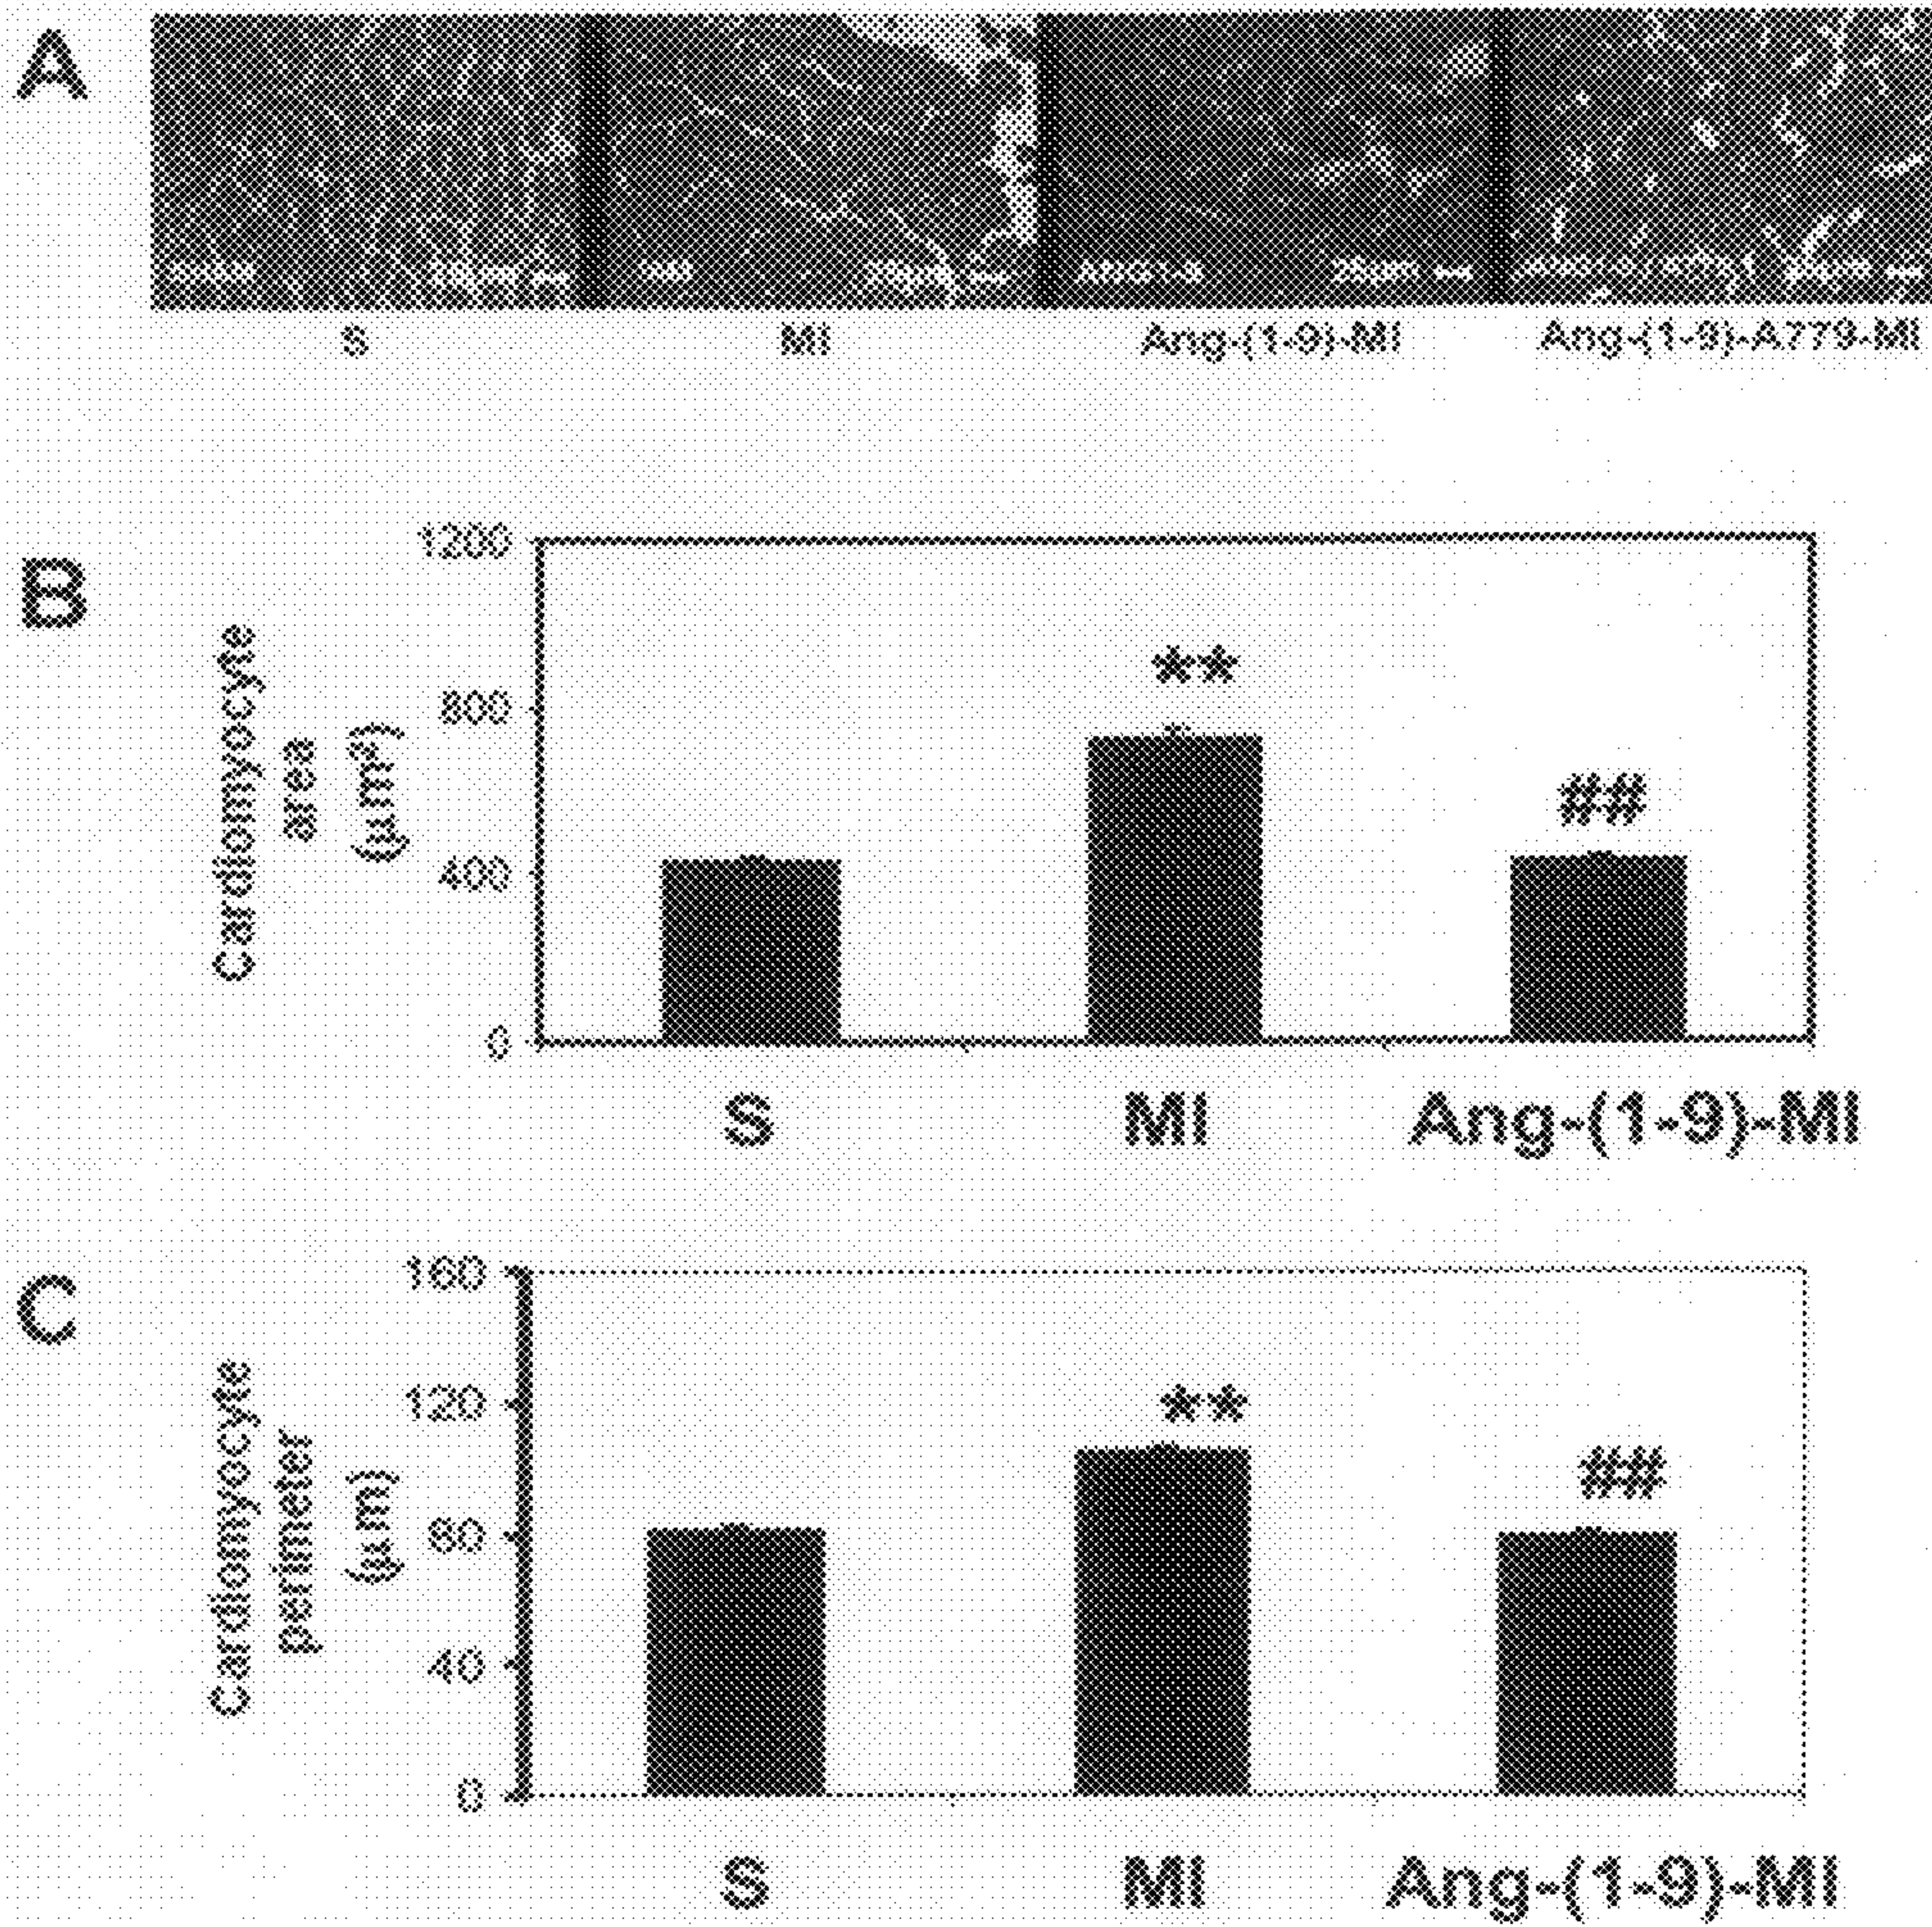 A
S
MI
Ang-(1-9)-MI
Ang-(1-9)-A779-MI
B
Cardiomyocyte
area
(μm²)
1200
800
400
0
**
##
S
MI
Ang-(1-9)-MI
C
Cardiomyocyte
perimeter
(μm)
160
120
80
40
0
**
##
S
MI
Ang-(1-9)-MI